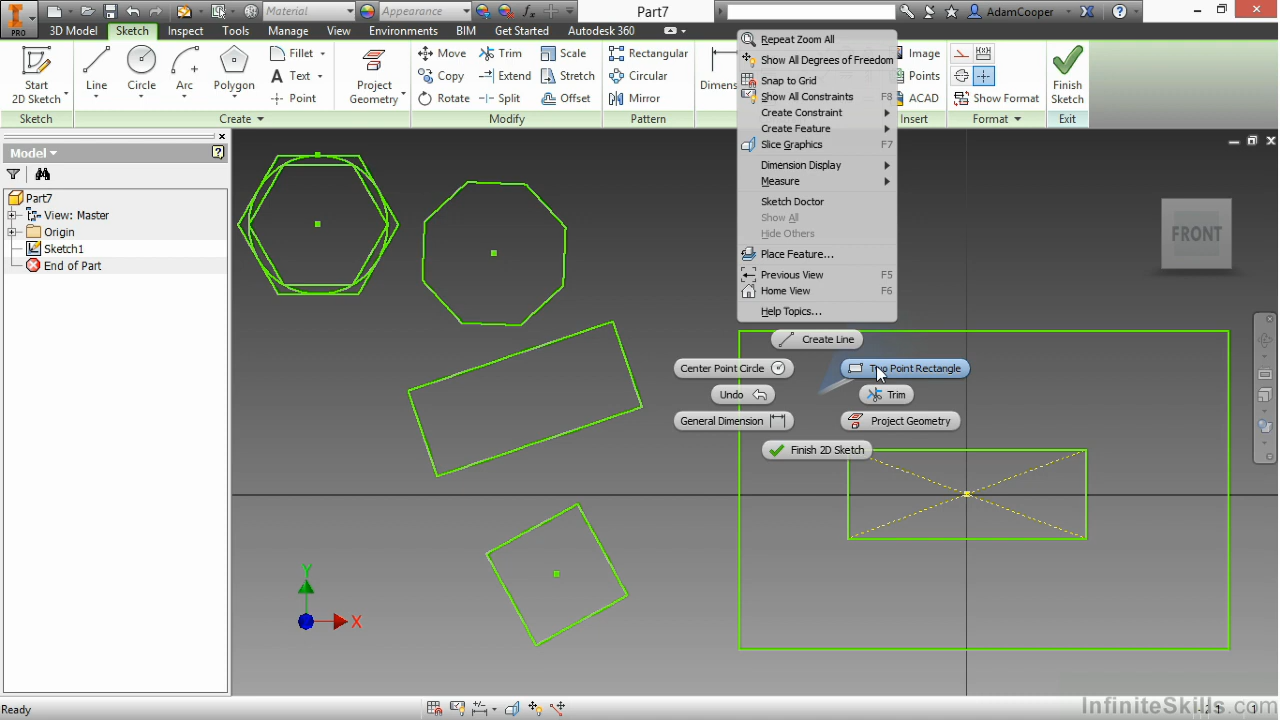 PRO
Material
Appearance
fx
Part7
AdamCooper
3D Model
Sketch
Inspect
Tools
Manage
View
Environments
BIM
Get Started
Autodesk 360
Start
2D Sketch
Line
Circle
Arc
Polygon
Fillet
Text
Point
Project
Geometry
Move
Copy
Rotate
Trim
Extend
Split
Scale
Stretch
Offset
Rectangular
Circular
Mirror
Dimens
Image
Points
ACAD
Show Format
Finish
Sketch
Sketch
Create
Modify
Pattern
Insert
Format
Exit
Repeat Zoom All
Show All Degrees of Freedom
Snap to Grid
Show All Constraints F8
Create Constraint
Create Feature
Slice Graphics F7
Dimension Display
Measure
Sketch Doctor
Show All
Hide Others
Place Feature...
Previous View F5
Home View F6
Help Topics...
Model
Part7
View: Master
Origin
Sketch1
End of Part
FRONT
Create Line
Center Point Circle
Two Point Rectangle
Undo
Trim
General Dimension
Project Geometry
Finish 2D Sketch
Y
X
Ready
InfiniteSkills.com